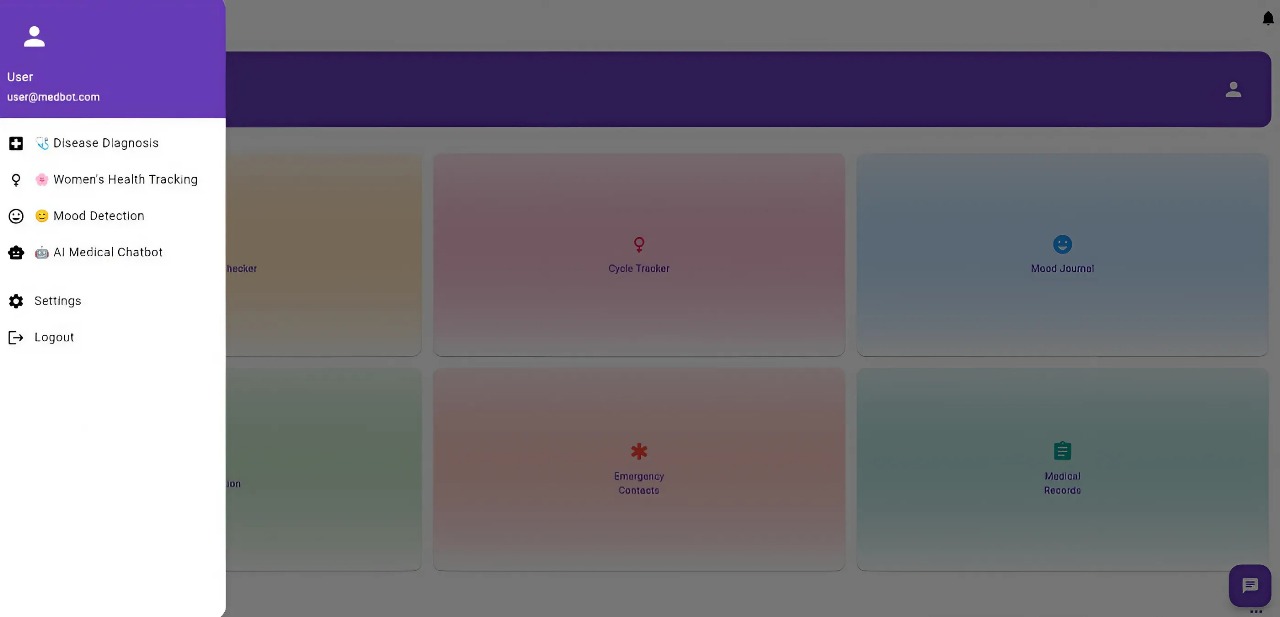 User
user@medbot.com
🩺 Disease Diagnosis
🌸 Women's Health Tracking
😊 Mood Detection
🤖 AI Medical Chatbot
Settings
Logout
hecker
Cycle Tracker
Mood Journal
ion
Emergency
Contacts
Medical
Records